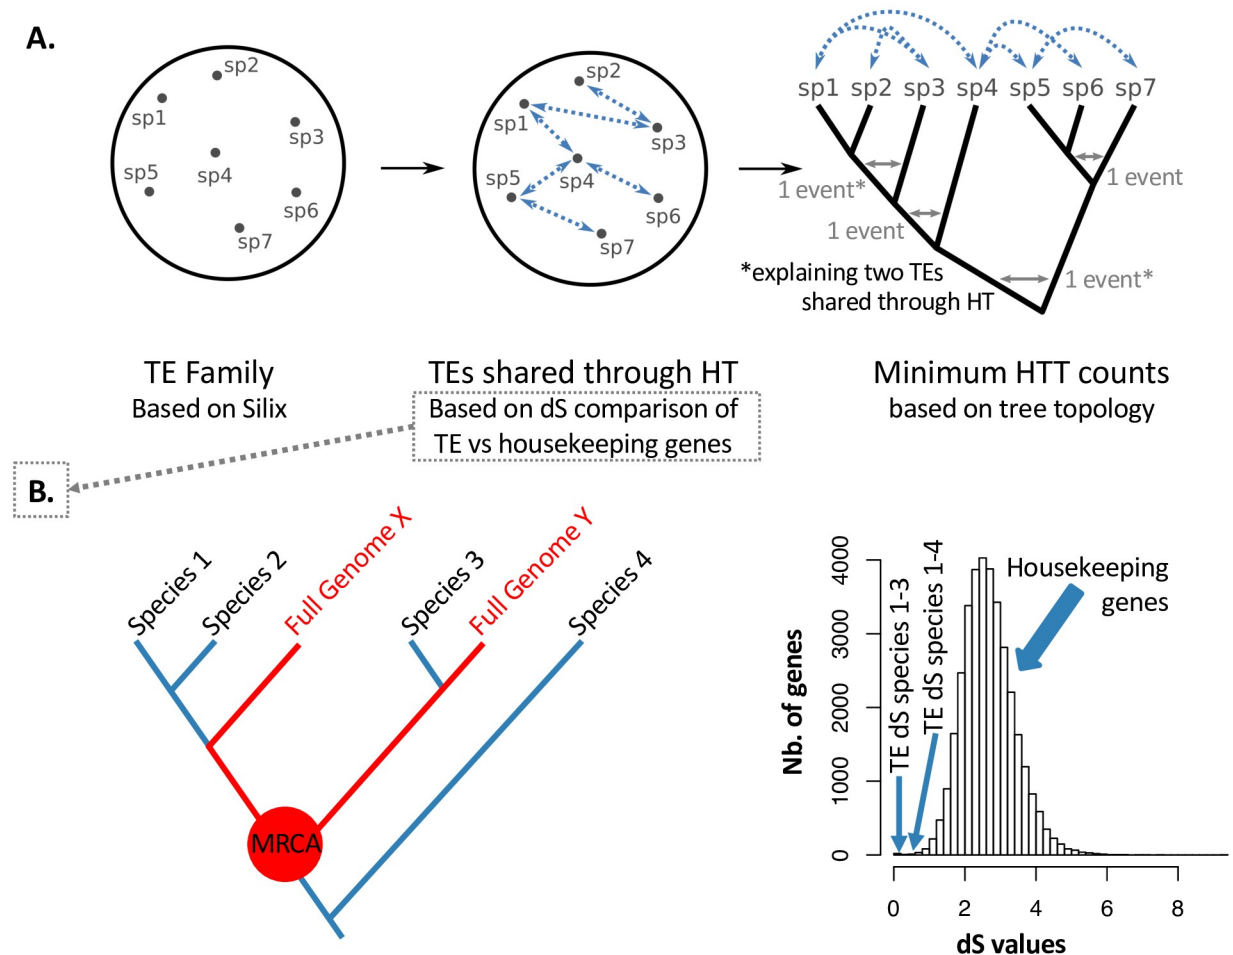 A.
sp2
sp1
sp3
sp4
sp5
sp6
sp7
sp2
sp1
sp3
sp4
sp5
sp6
sp7
sp1 sp2 sp3 sp4 sp5 sp6 sp7
1 event*
1 event
1 event
1 event*
*explaining two TEs
shared through HT
TE Family
Based on Silix
TEs shared through HT
Based on dS comparison of
TE vs housekeeping genes
Minimum HTT counts
based on tree topology
B.
Species 1
Species 2
Full Genome X
Species 3
Full Genome Y
Species 4
MRCA
Nb. of genes
4000
3000
2000
1000
0
TE dS species 1-3
TE dS species 1-4
Housekeeping
genes
0 2 4 6 8
dS values